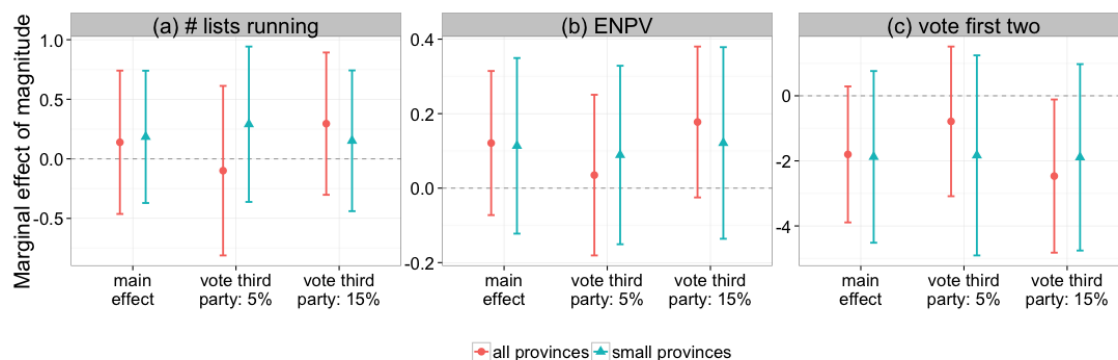 (a) # lists running
(b) ENPV
(c) vote first two
Marginal effect of magnitude
1.0
0.5
0.0
-0.5
main
effect
vote third
party: 5%
vote third
party: 15%
0.4
0.2
0.0
-0.2
main
effect
vote third
party: 5%
vote third
party: 15%
0
-2
-4
main
effect
vote third
party: 5%
vote third
party: 15%
all provinces small provinces